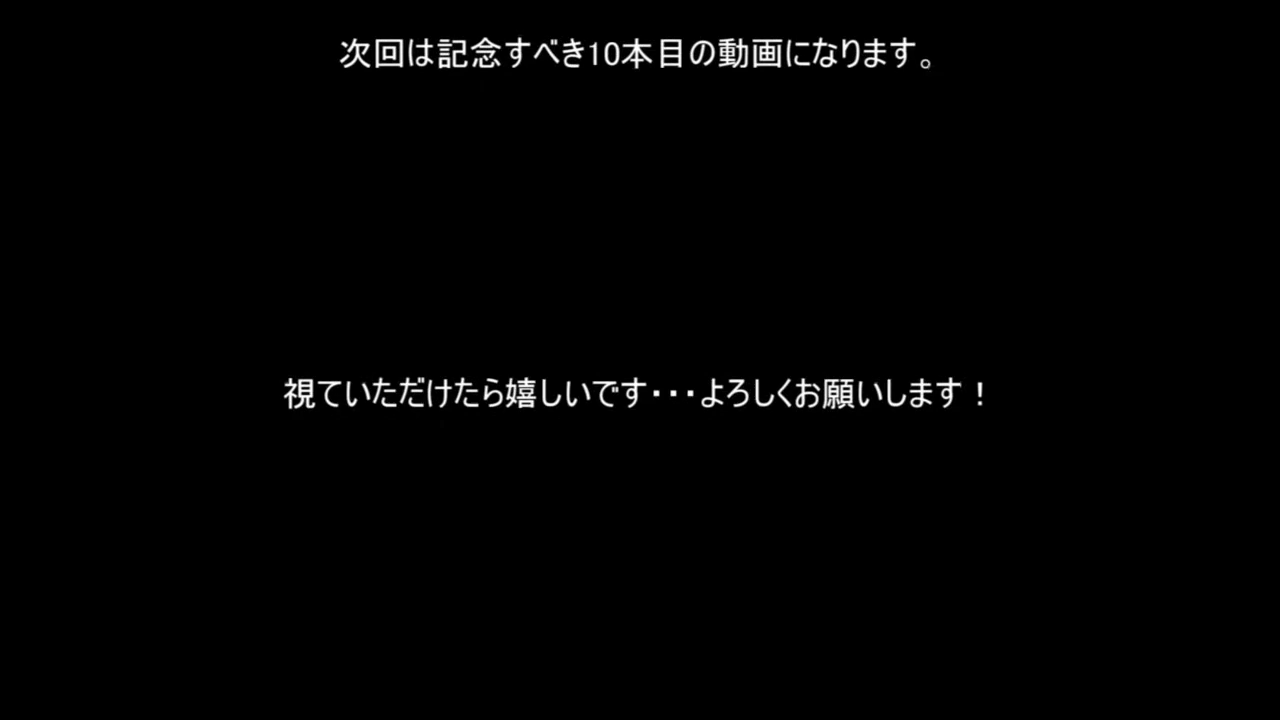 次回は記念すべき10本目の動画になります。
視ていただけたら嬉しいです・・・よろしくお願いします！